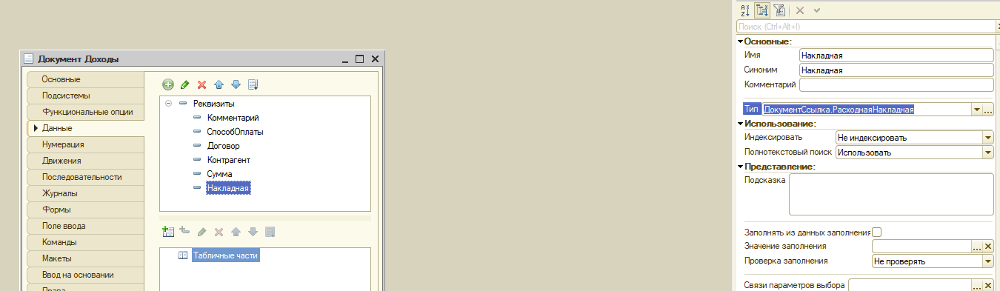 Документ Доходы
Основные
Подсистемы
Функциональные опции
Данные
Нумерация
Движения
Последовательности
Журналы
Формы
Поле ввода
Команды
Макеты
Ввод на основании
Права
Реквизиты
Комментарий
СпособОплаты
Договор
Контрагент
Сумма
Накладная
Табличные части
Поиск (Ctrl+Alt+I)
Основные:
Имя Накладная
Синоним Накладная
Комментарий
Тип ДокументСсылка.РасходнаяНакладная
Использование:
Индексировать Не индексировать
Полнотекстовый поиск Использовать
Представление:
Подсказка
Заполнять из данных заполнения
Значение заполнения
Проверка заполнения Не проверять
Связи параметров выбора